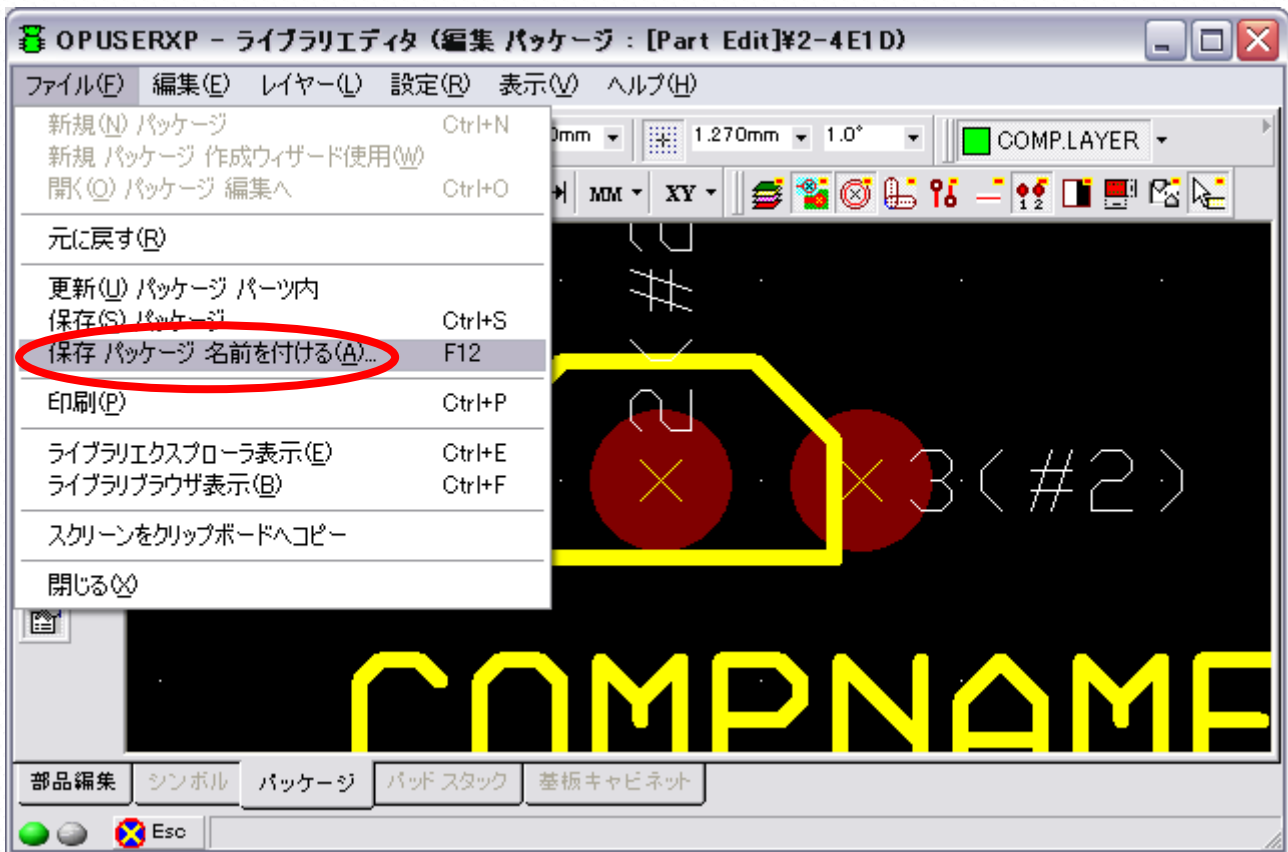 OPUSERXP - ライブラリエディタ (編集 パッケージ : [Part Edit]¥2-4E1D)
ファイル(F) 編集(E) レイヤー(L) 設定(R) 表示(V) ヘルプ(H)
新規(N) パッケージ Ctrl+N
新規 パッケージ 作成ウィザード使用(W)
開く(O) パッケージ 編集へ Ctrl+O
元に戻す(R)
更新(U) パッケージ パーツ内
保存(S) パッケージ Ctrl+S
保存 パッケージ 名前を付ける(A)... F12
印刷(P) Ctrl+P
ライブラリエクスプローラ表示(E) Ctrl+E
ライブラリブラウザ表示(B) Ctrl+F
スクリーンをクリップボードへコピー
閉じる(X)
0mm 1.270mm 1.0° COMP.LAYER
MM XY
1 2
2(#2
3(#2)
COMPNAME
部品編集 シンボル パッケージ パッド スタック 基板キャビネット
Esc